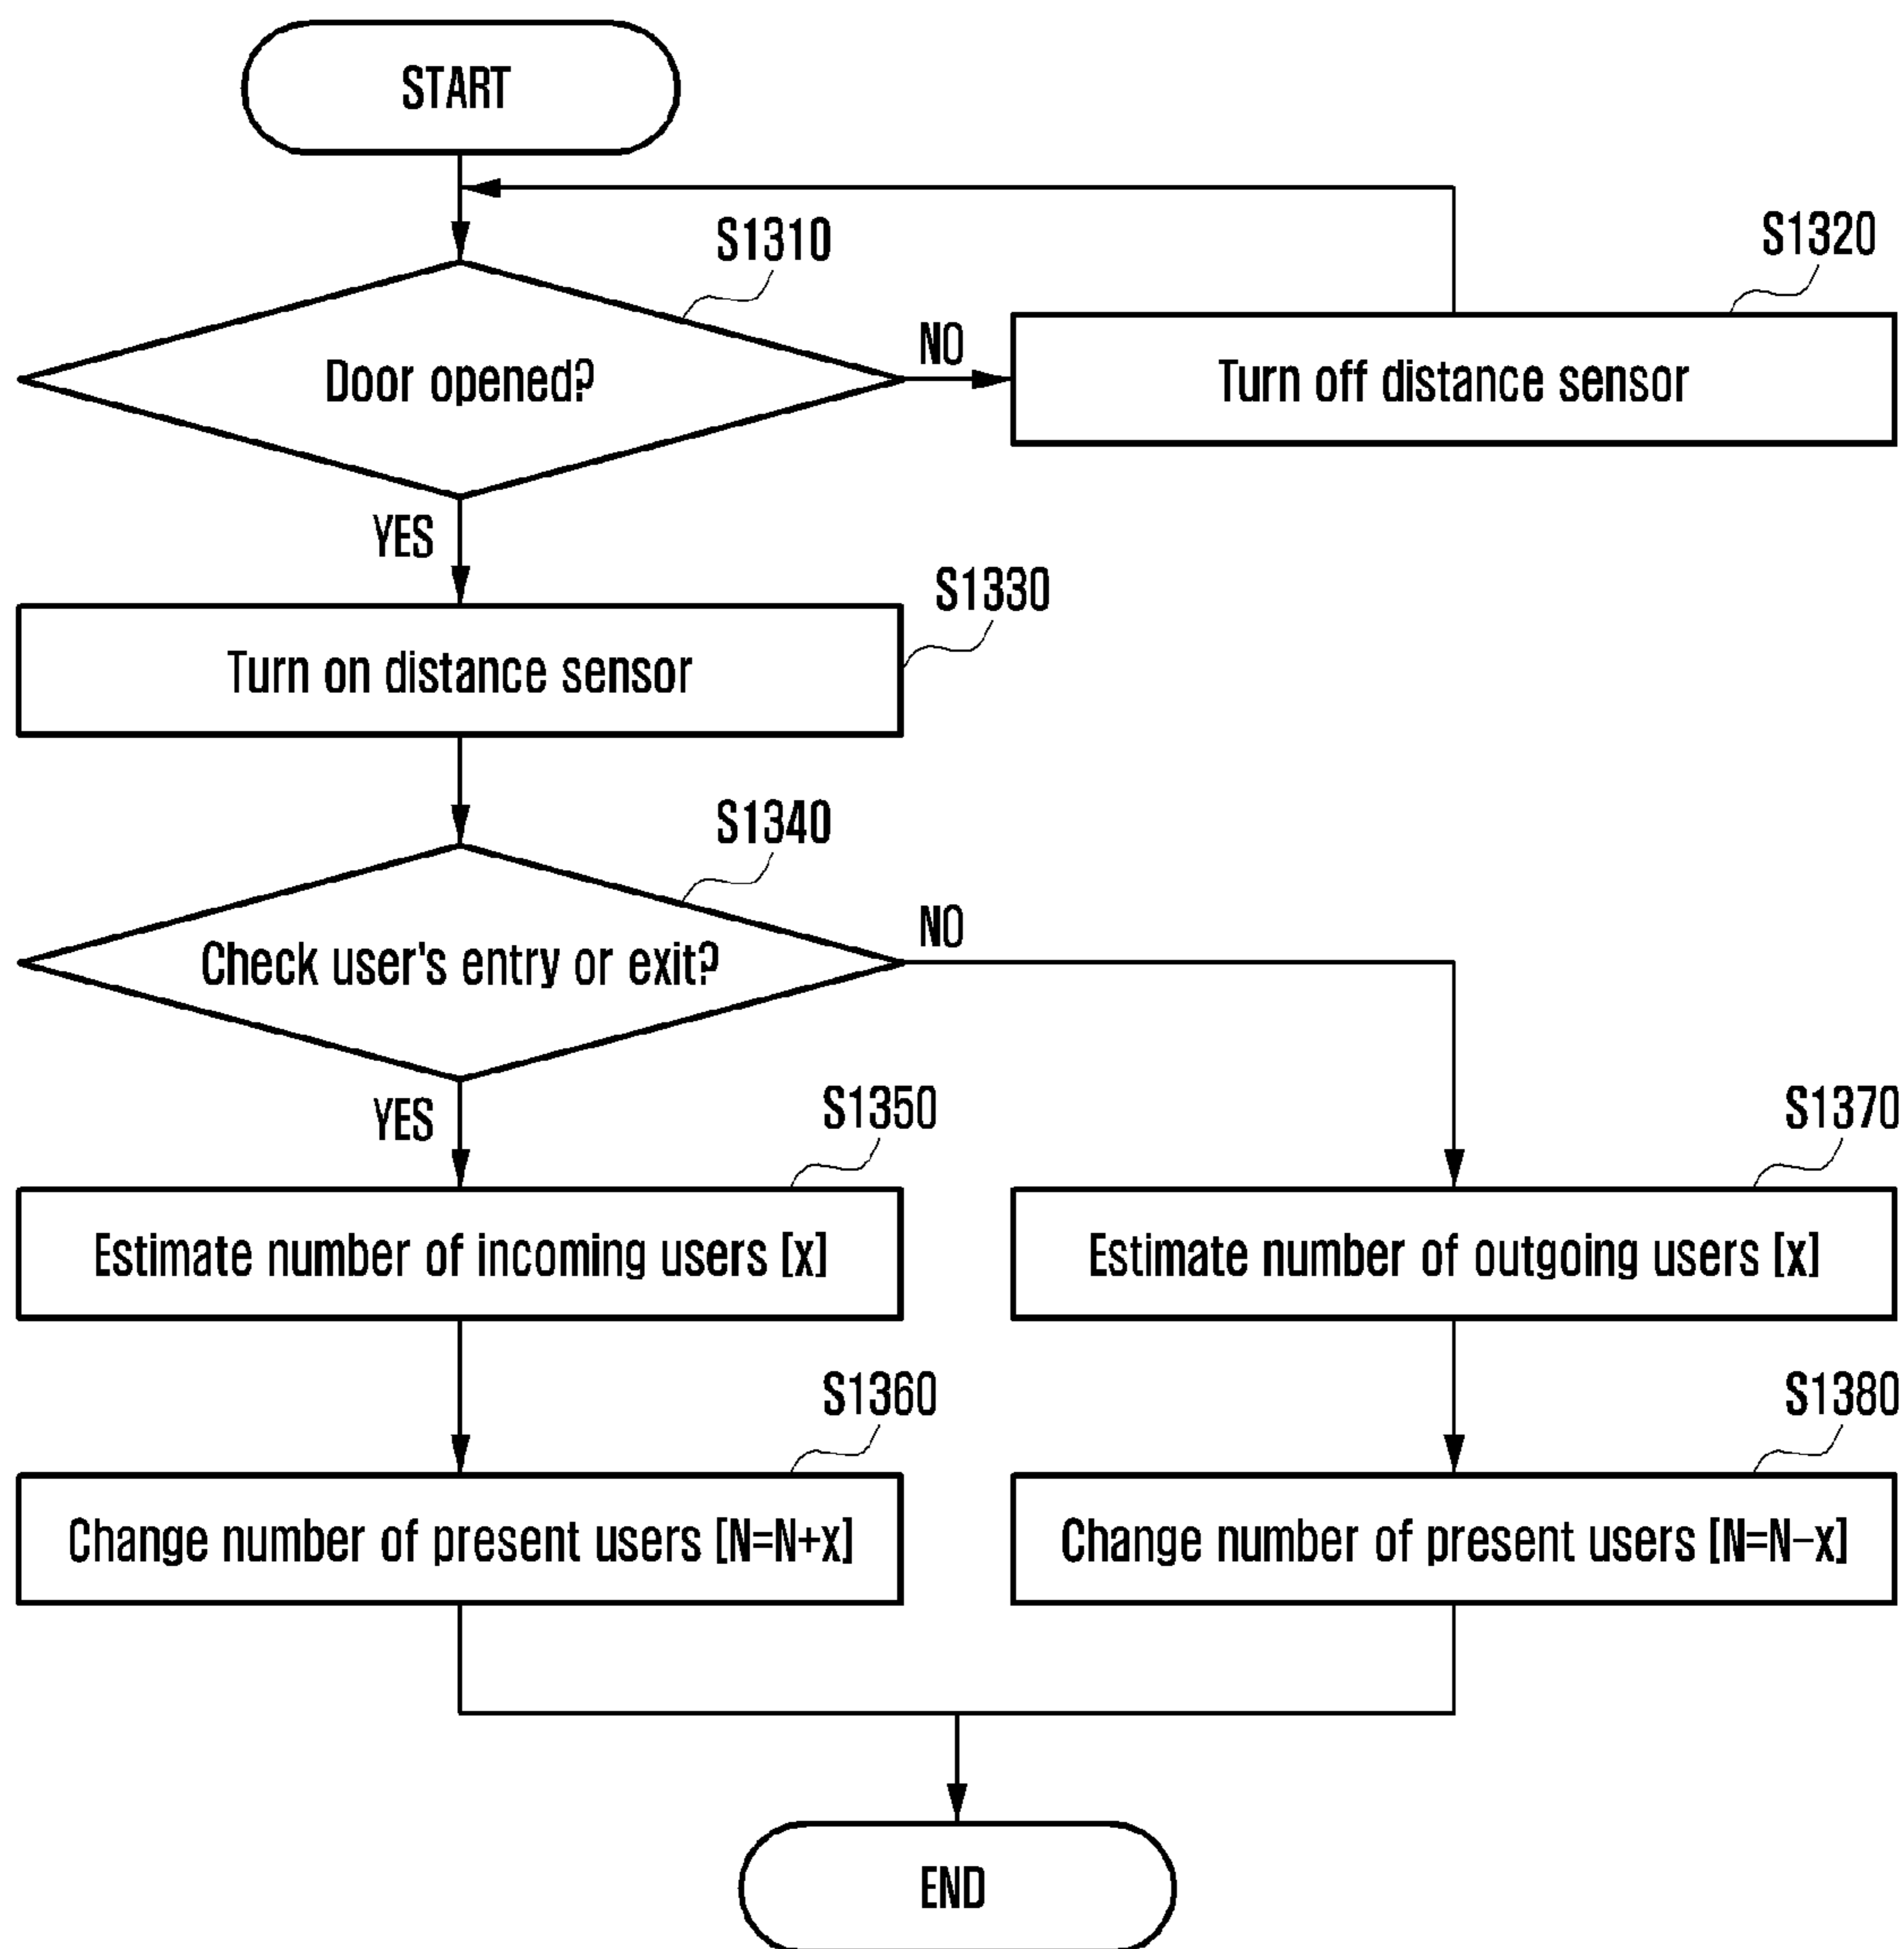 START
S1310
S1320
Door opened?
NO
Turn off distance sensor
YES
S1330
Turn on distance sensor
S1340
Check user's entry or exit?
NO
YES
S1350
S1370
Estimate number of incoming users [x]
Estimate number of outgoing users [x]
S1360
S1380
Change number of present users [N=N+x]
Change number of present users [N=N−x]
END